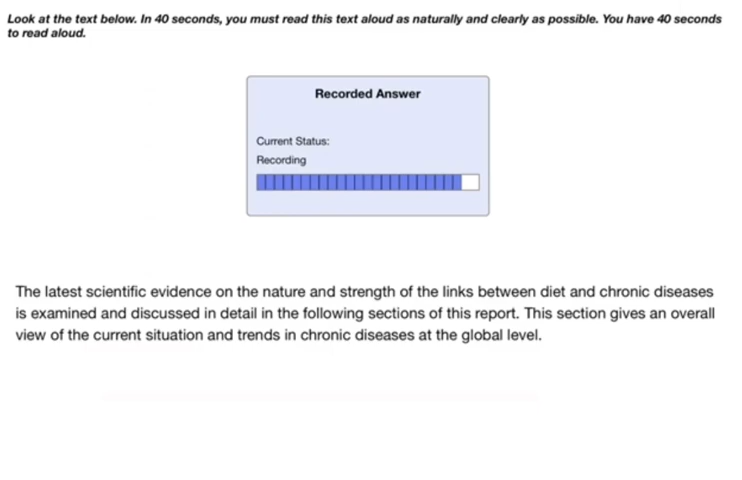 Look at the text below. In 40 seconds, you must read this text aloud as naturally and clearly as possible. You have 40 seconds
to read aloud.
Recorded Answer
Current Status:
Recording
The latest scientific evidence on the nature and strength of the links between diet and chronic diseases
is examined and discussed in detail in the following sections of this report. This section gives an overall
view of the current situation and trends in chronic diseases at the global level.